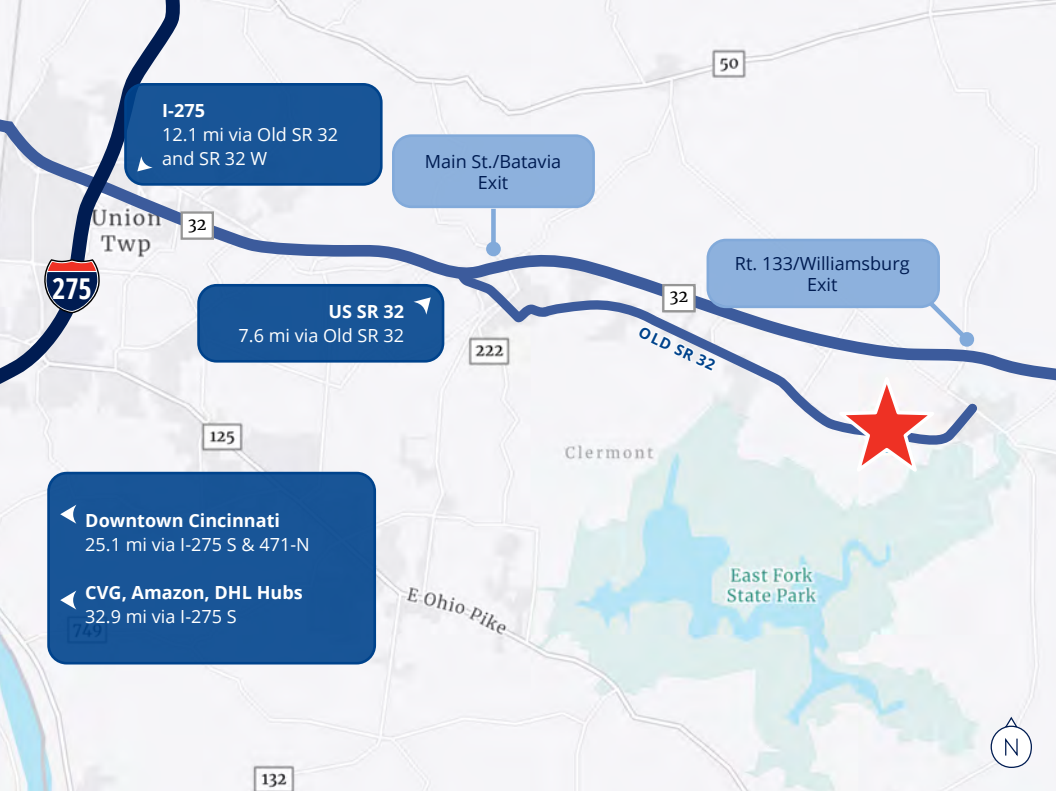 50
I-275
12.1 mi via Old SR 32
and SR 32 W
Main St./Batavia
Exit
Union
Twp
32
Rt. 133/Williamsburg
Exit
275
US SR 32
7.6 mi via Old SR 32
32
OLD SR 32
222
125
Clermont
Downtown Cincinnati
25.1 mi via I-275 S & 471-N
CVG, Amazon, DHL Hubs
32.9 mi via I-275 S
749
E Ohio Pike
East Fork
State Park
N
132